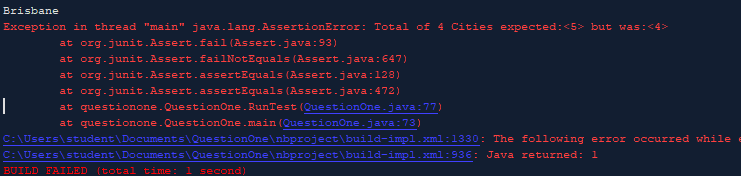 Brisbane
Exception in thread "main" java.lang.AssertionError: Total of 4 Cities expected:<5> but was:<4>
at org.junit.Assert.fail(Assert.java:93)
at org.junit.Assert.failNotEquals(Assert.java:647)
at org.junit.Assert.assertEquals(Assert.java:128)
at org.junit.Assert.assertEquals(Assert.java:472)
at questionone.QuestionOne.RunTest(QuestionOne.java:77)
at questionone.QuestionOne.main(QuestionOne.java:73)
C:\Users\student\Documents\QuestionOne\nbproject\build-impl.xml:1330: The following error occurred while
C:\Users\student\Documents\QuestionOne\nbproject\build-impl.xml:936: Java returned: 1
BUILD FAILED (total time: 1 second)